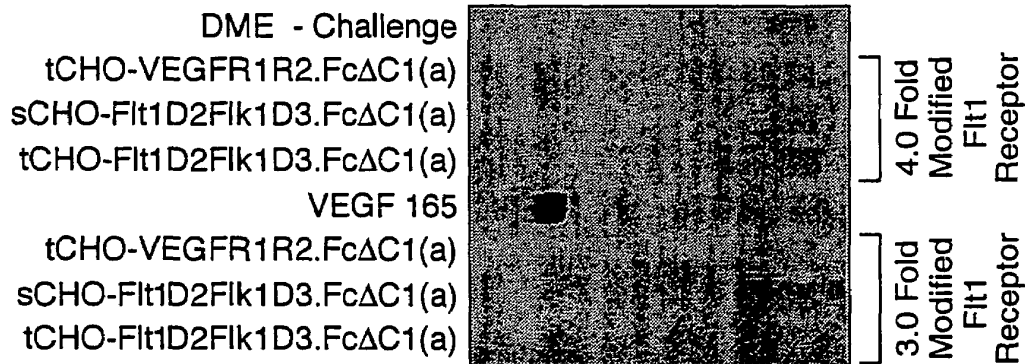 DME - Challenge
tCHO-VEGFR1R2.FcΔC1(a)
sCHO-Flt1D2Flk1D3.FcΔC1(a)
tCHO-Flt1D2Flk1D3.FcΔC1(a)
VEGF 165
tCHO-VEGFR1R2.FcΔC1(a)
sCHO-Flt1D2Flk1D3.FcΔC1(a)
tCHO-Flt1D2Flk1D3.FcΔC1(a)
4.0 Fold
Modified
Flt1
Receptor
3.0 Fold
Modified
Flt1
Receptor